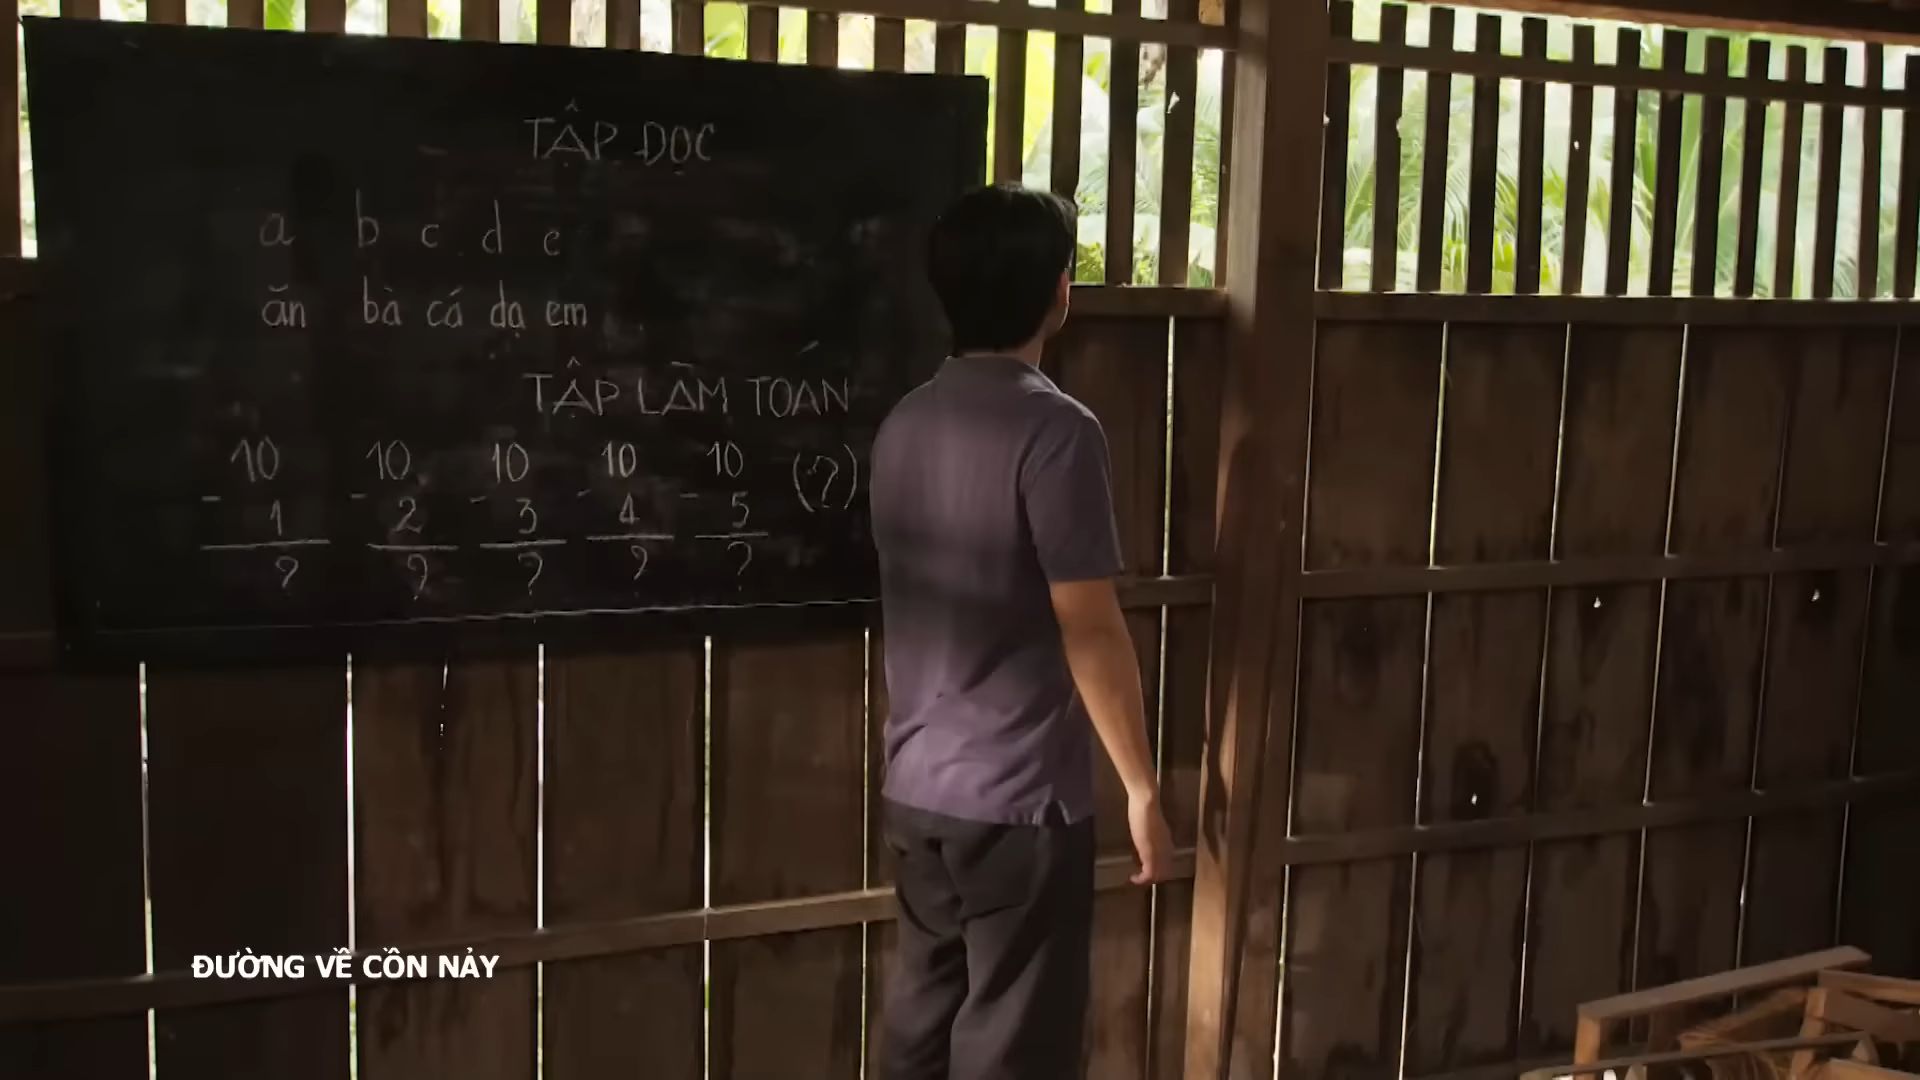 TẬP ĐỌC
a b c d e
ăn bà cá dạ em
TẬP LÀM TOÁN
10 10 10 10 10 (?)
- 1 - 2 - 3 - 4 - 5
? ? ? ? ?
ĐƯỜNG VỀ CỒN NẢY